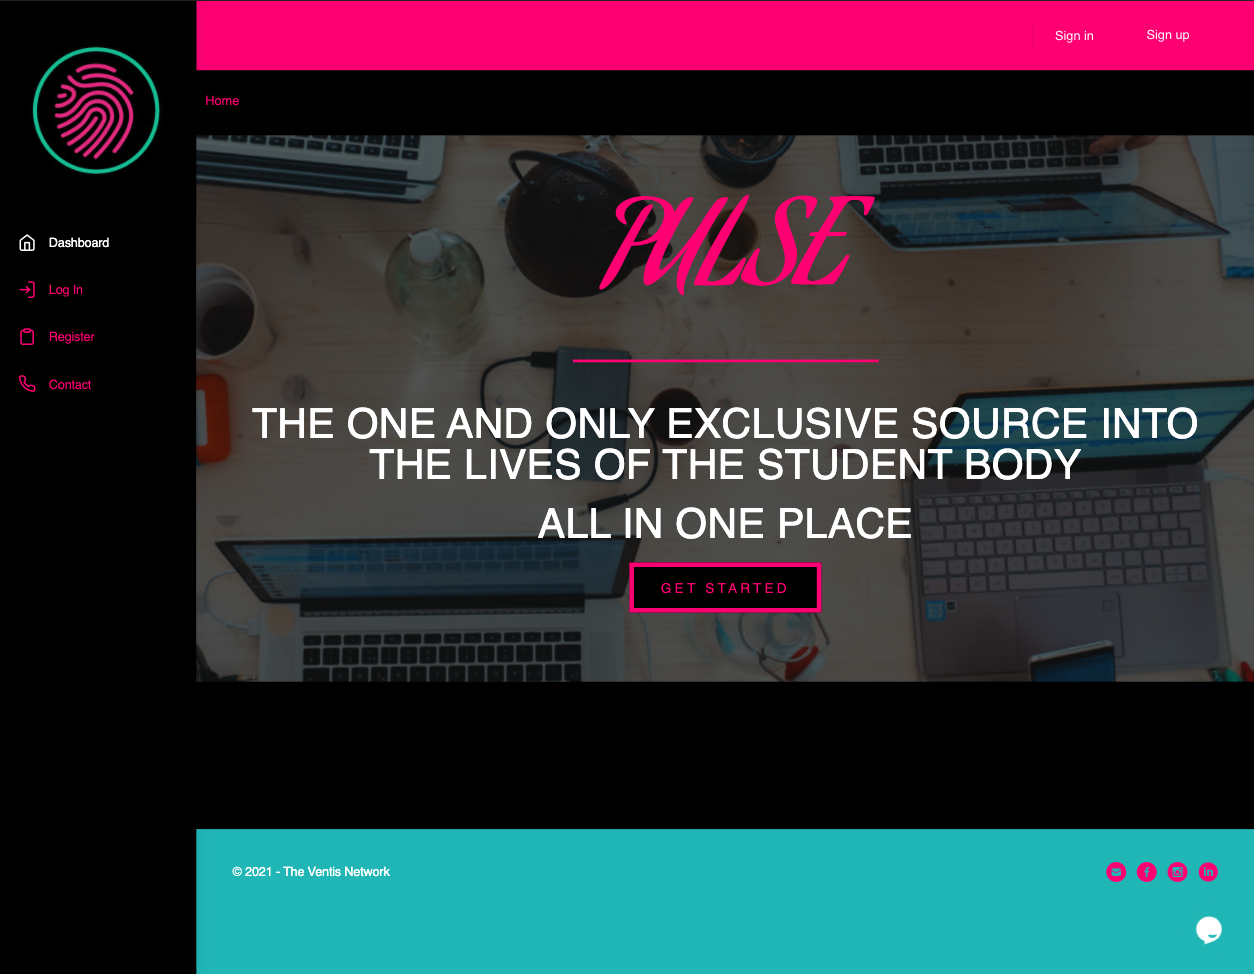 Sign in
Sign up
Home
PULSE
Dashboard
Log In
Register
Contact
THE ONE AND ONLY EXCLUSIVE SOURCE INTO
THE LIVES OF THE STUDENT BODY
ALL IN ONE PLACE
GET STARTED
© 2021 - The Ventis Network